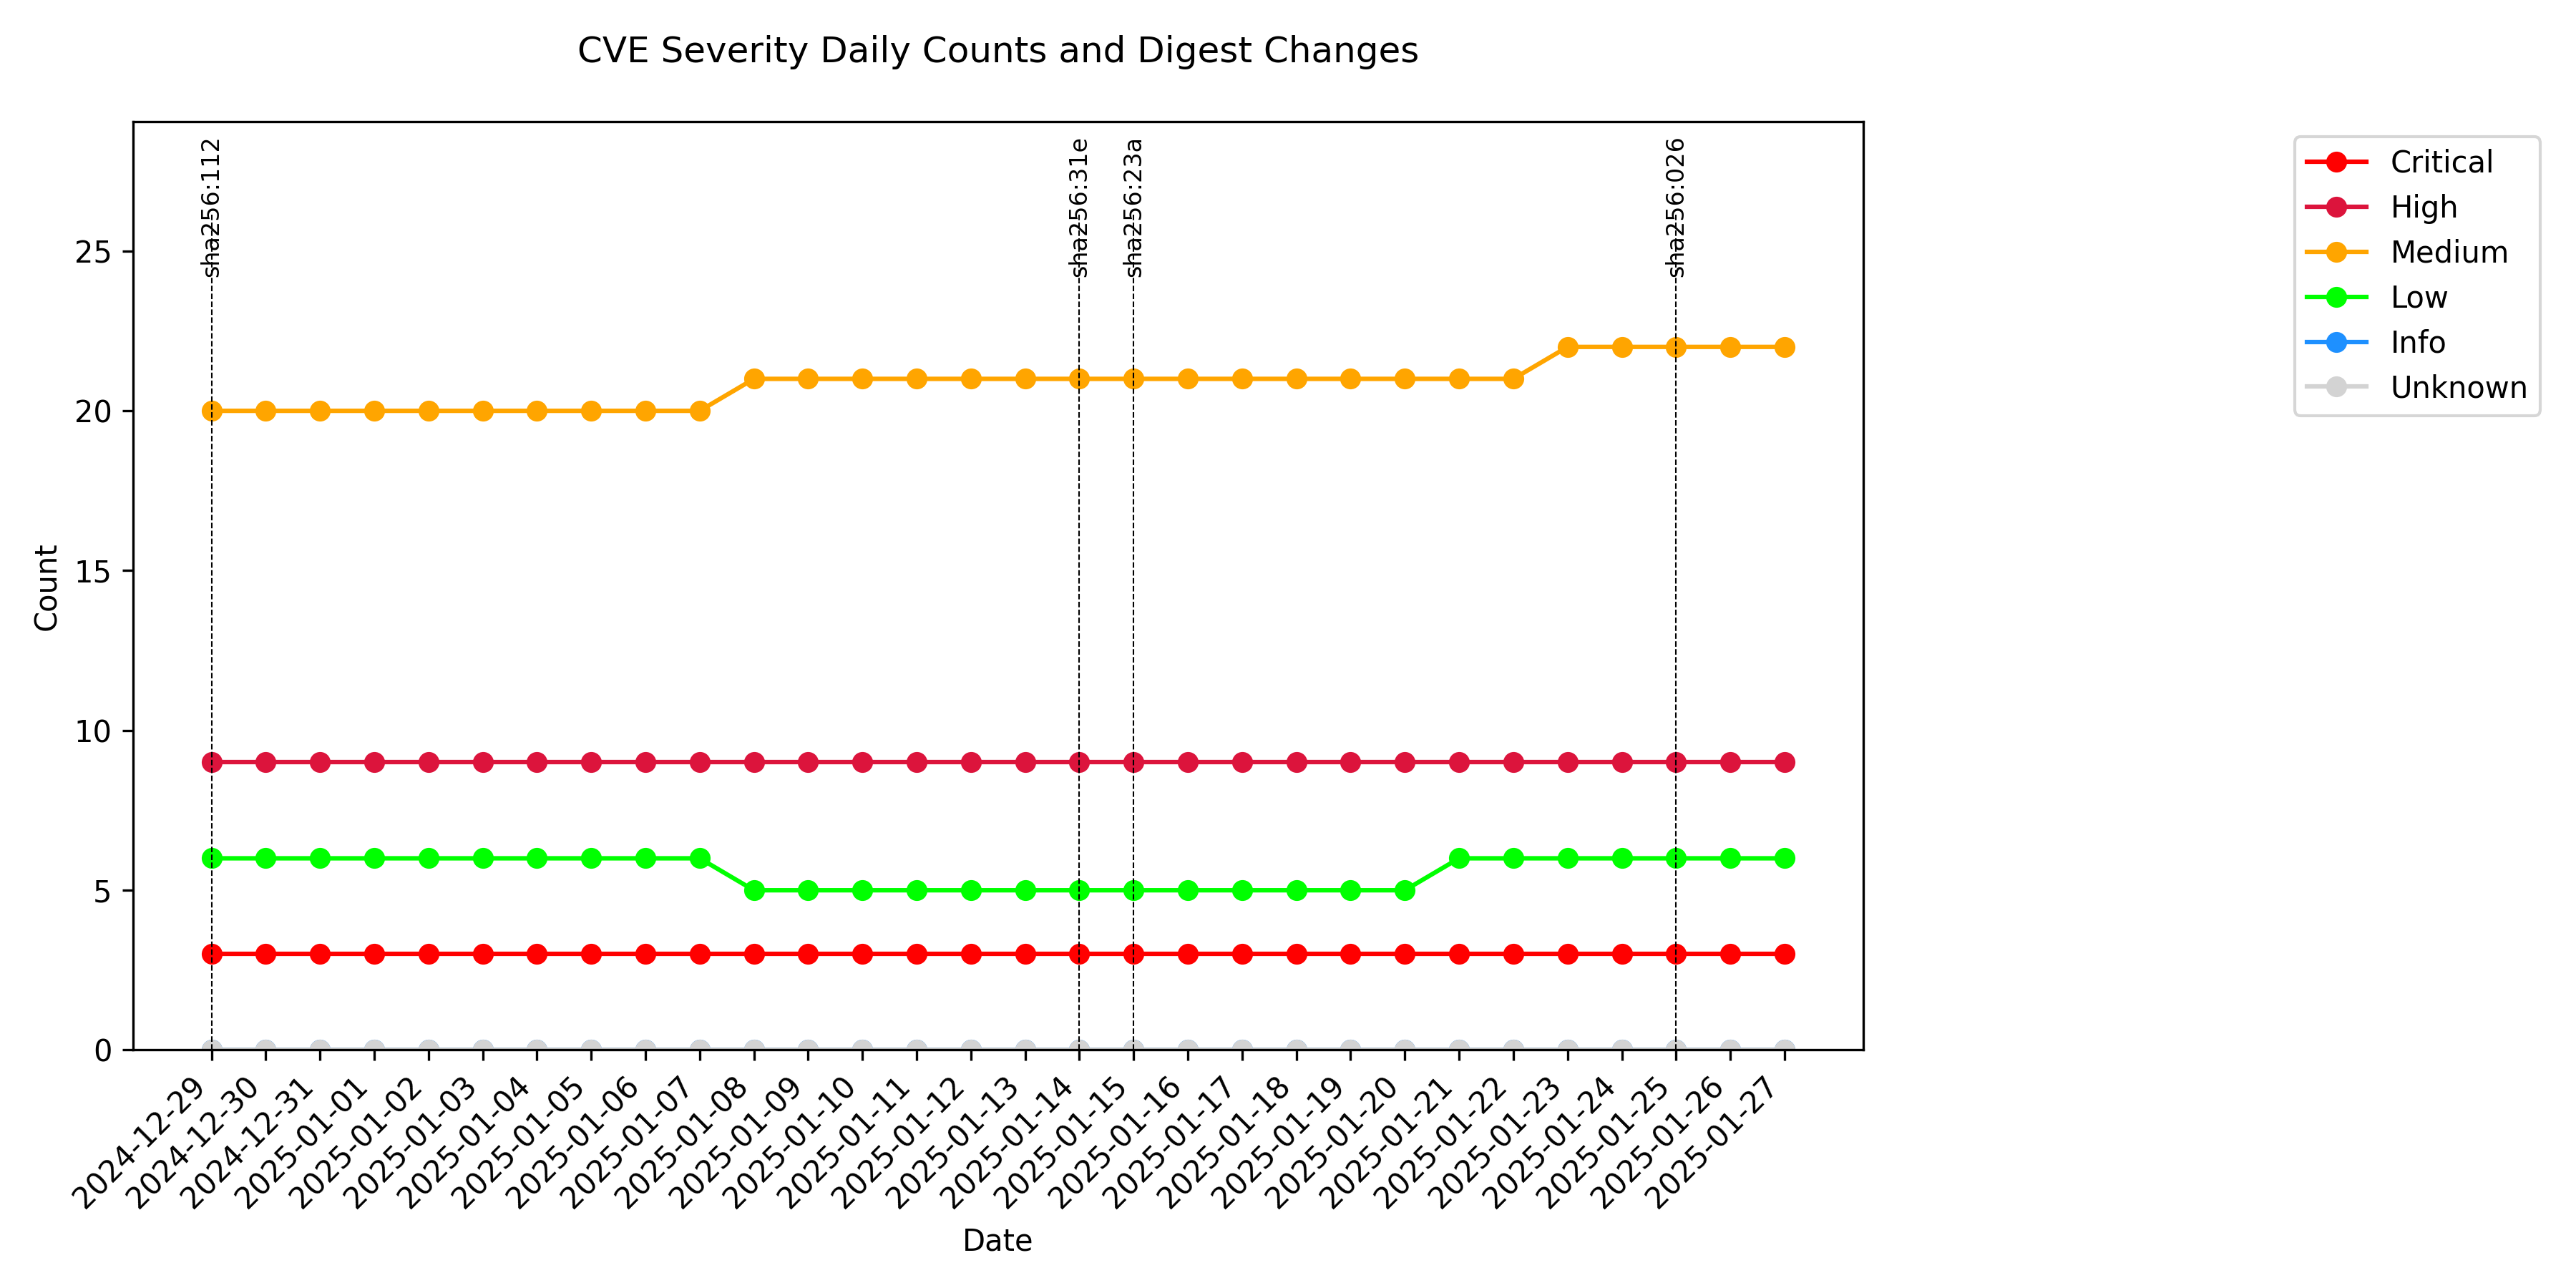 CVE Severity Daily Counts and Digest Changes
sha256:112
sha256:31e
sha256:23a
sha256:026
Critical
High
Medium
Low
Info
Unknown
Count
25
20
15
10
5
0
2024-12-29
2024-12-30
2024-12-31
2025-01-01
2025-01-02
2025-01-03
2025-01-04
2025-01-05
2025-01-06
2025-01-07
2025-01-08
2025-01-09
2025-01-10
2025-01-11
2025-01-12
2025-01-13
2025-01-14
2025-01-15
2025-01-16
2025-01-17
2025-01-18
2025-01-19
2025-01-20
2025-01-21
2025-01-22
2025-01-23
2025-01-24
2025-01-25
2025-01-26
2025-01-27
Date